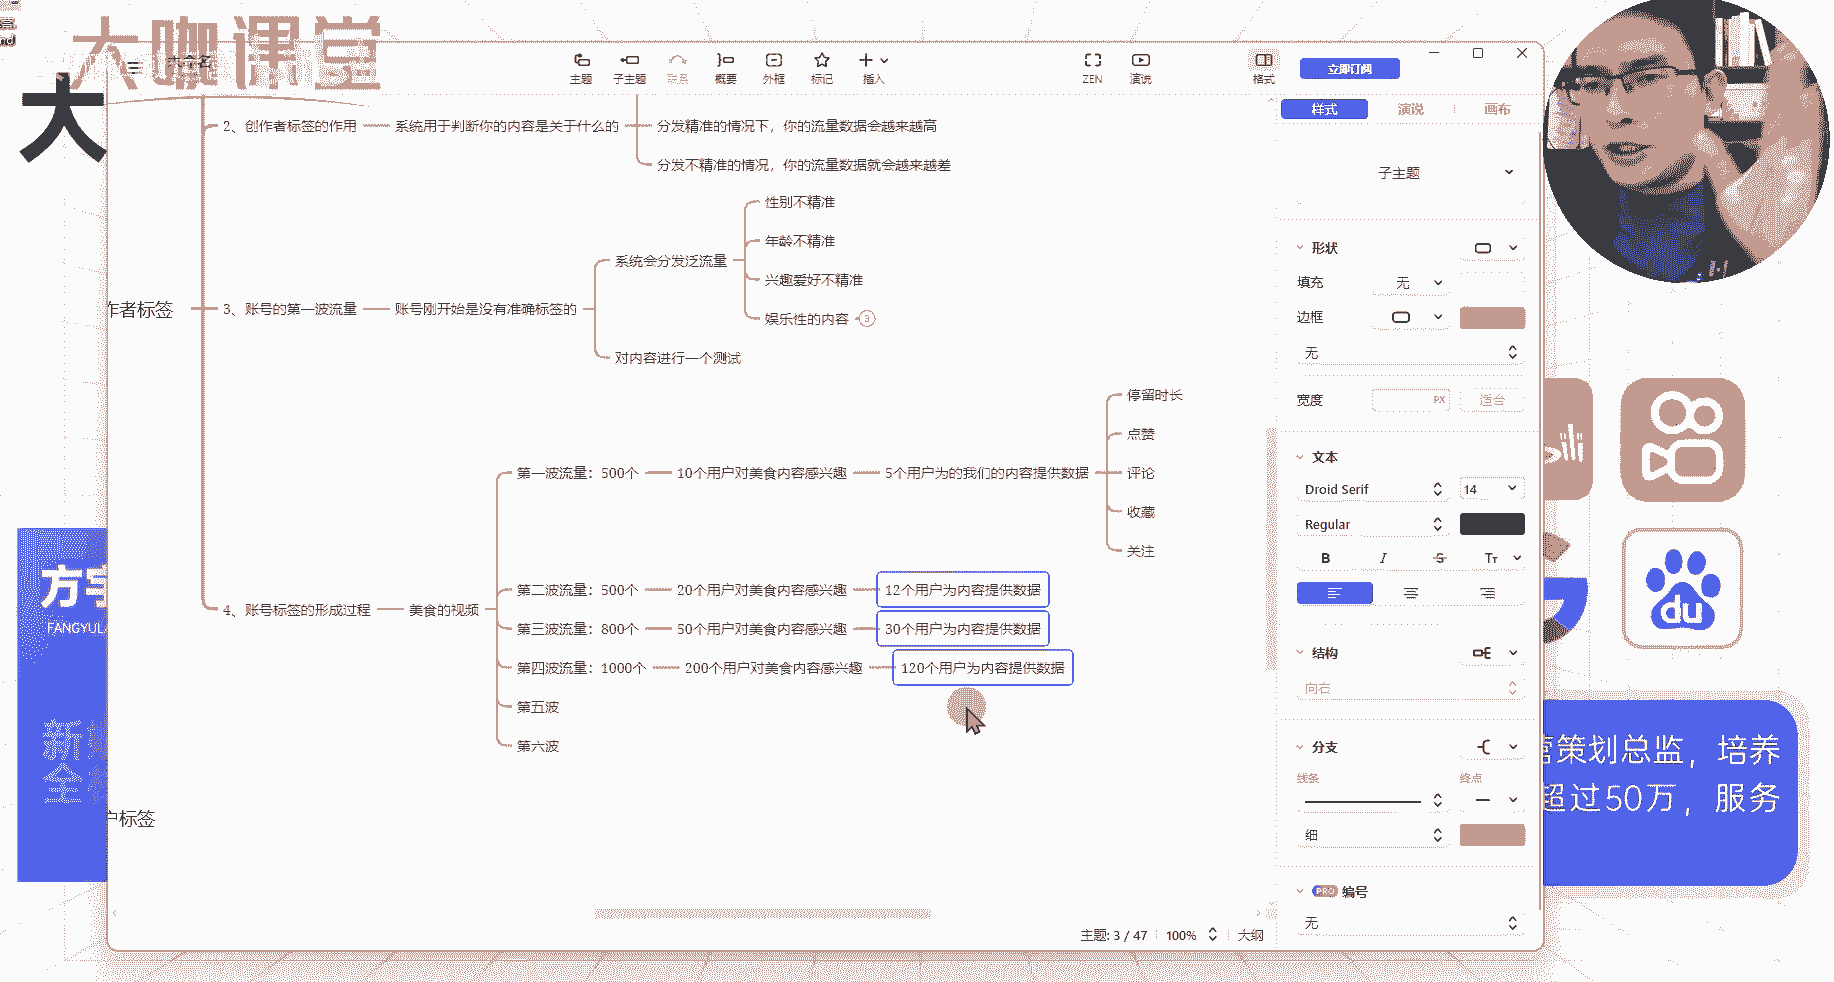 大咖课堂
大
未命名
主题
子主题
联系
概要
外框
标记
插入
ZEN
演说
格式
立即订阅
样式
演说
画布
2、创作者标签的作用
系统用于判断你的内容是关于什么的
分发精准的情况下，你的流量数据会越来越高
分发不精准的情况，你的流量数据就会越来越差
子主题
性别不精准
年龄不精准
系统会分发泛流量
兴趣爱好不精准
娱乐性的内容
3
作者标签
3、账号的第一波流量
账号刚开始是没有准确标签的
对内容进行一个测试
形状
填充
无
边框
无
宽度
PX
适合
停留时长
点赞
第一波流量：500个
10个用户对美食内容感兴趣
5个用户为的我们的内容提供数据
评论
收藏
关注
文本
Droid Serif
14
Regular
B
I
S
Tт
第二波流量：500个
20个用户对美食内容感兴趣
12个用户为内容提供数据
4、账号标签的形成过程
美食的视频
第三波流量：800个
50个用户对美食内容感兴趣
30个用户为内容提供数据
第四波流量：1000个
200个用户对美食内容感兴趣
120个用户为内容提供数据
第五波
第六波
户标签
结构
向右
分支
线条
终点
细
PRO
编号
无
主题: 3 / 47
100%
大纲
FANGYUL
新
全
du
营策划总监，培养
超过50万，服务